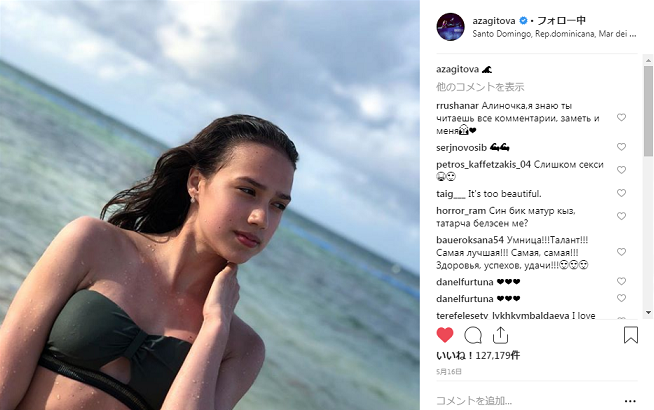 azagitova • フォロー中
Santo Domingo, Rep.dominicana, Mar dei ...
azagitova 🌊
他のコメントを表示
rrushanar Алиночка,я знаю ты
читаешь все комментарии, заметь и
меня🙊❤
serjnovosib 💪💪
petros_kaffetzakis_04 Слишком секси
taig___ It's too beautiful.
horror_ram Син бик матур кыз,
татарча белэсен ме?
baueroksana54 Умница!!!Талант!!!
Самая лучшая!!! Самая, самая!!!
Здоровья, успехов, удачи!!!
danelfurtuna ❤❤❤
danelfurtuna ❤❤❤
I love
いいね！127,179件
5月16日
コメントを追加...